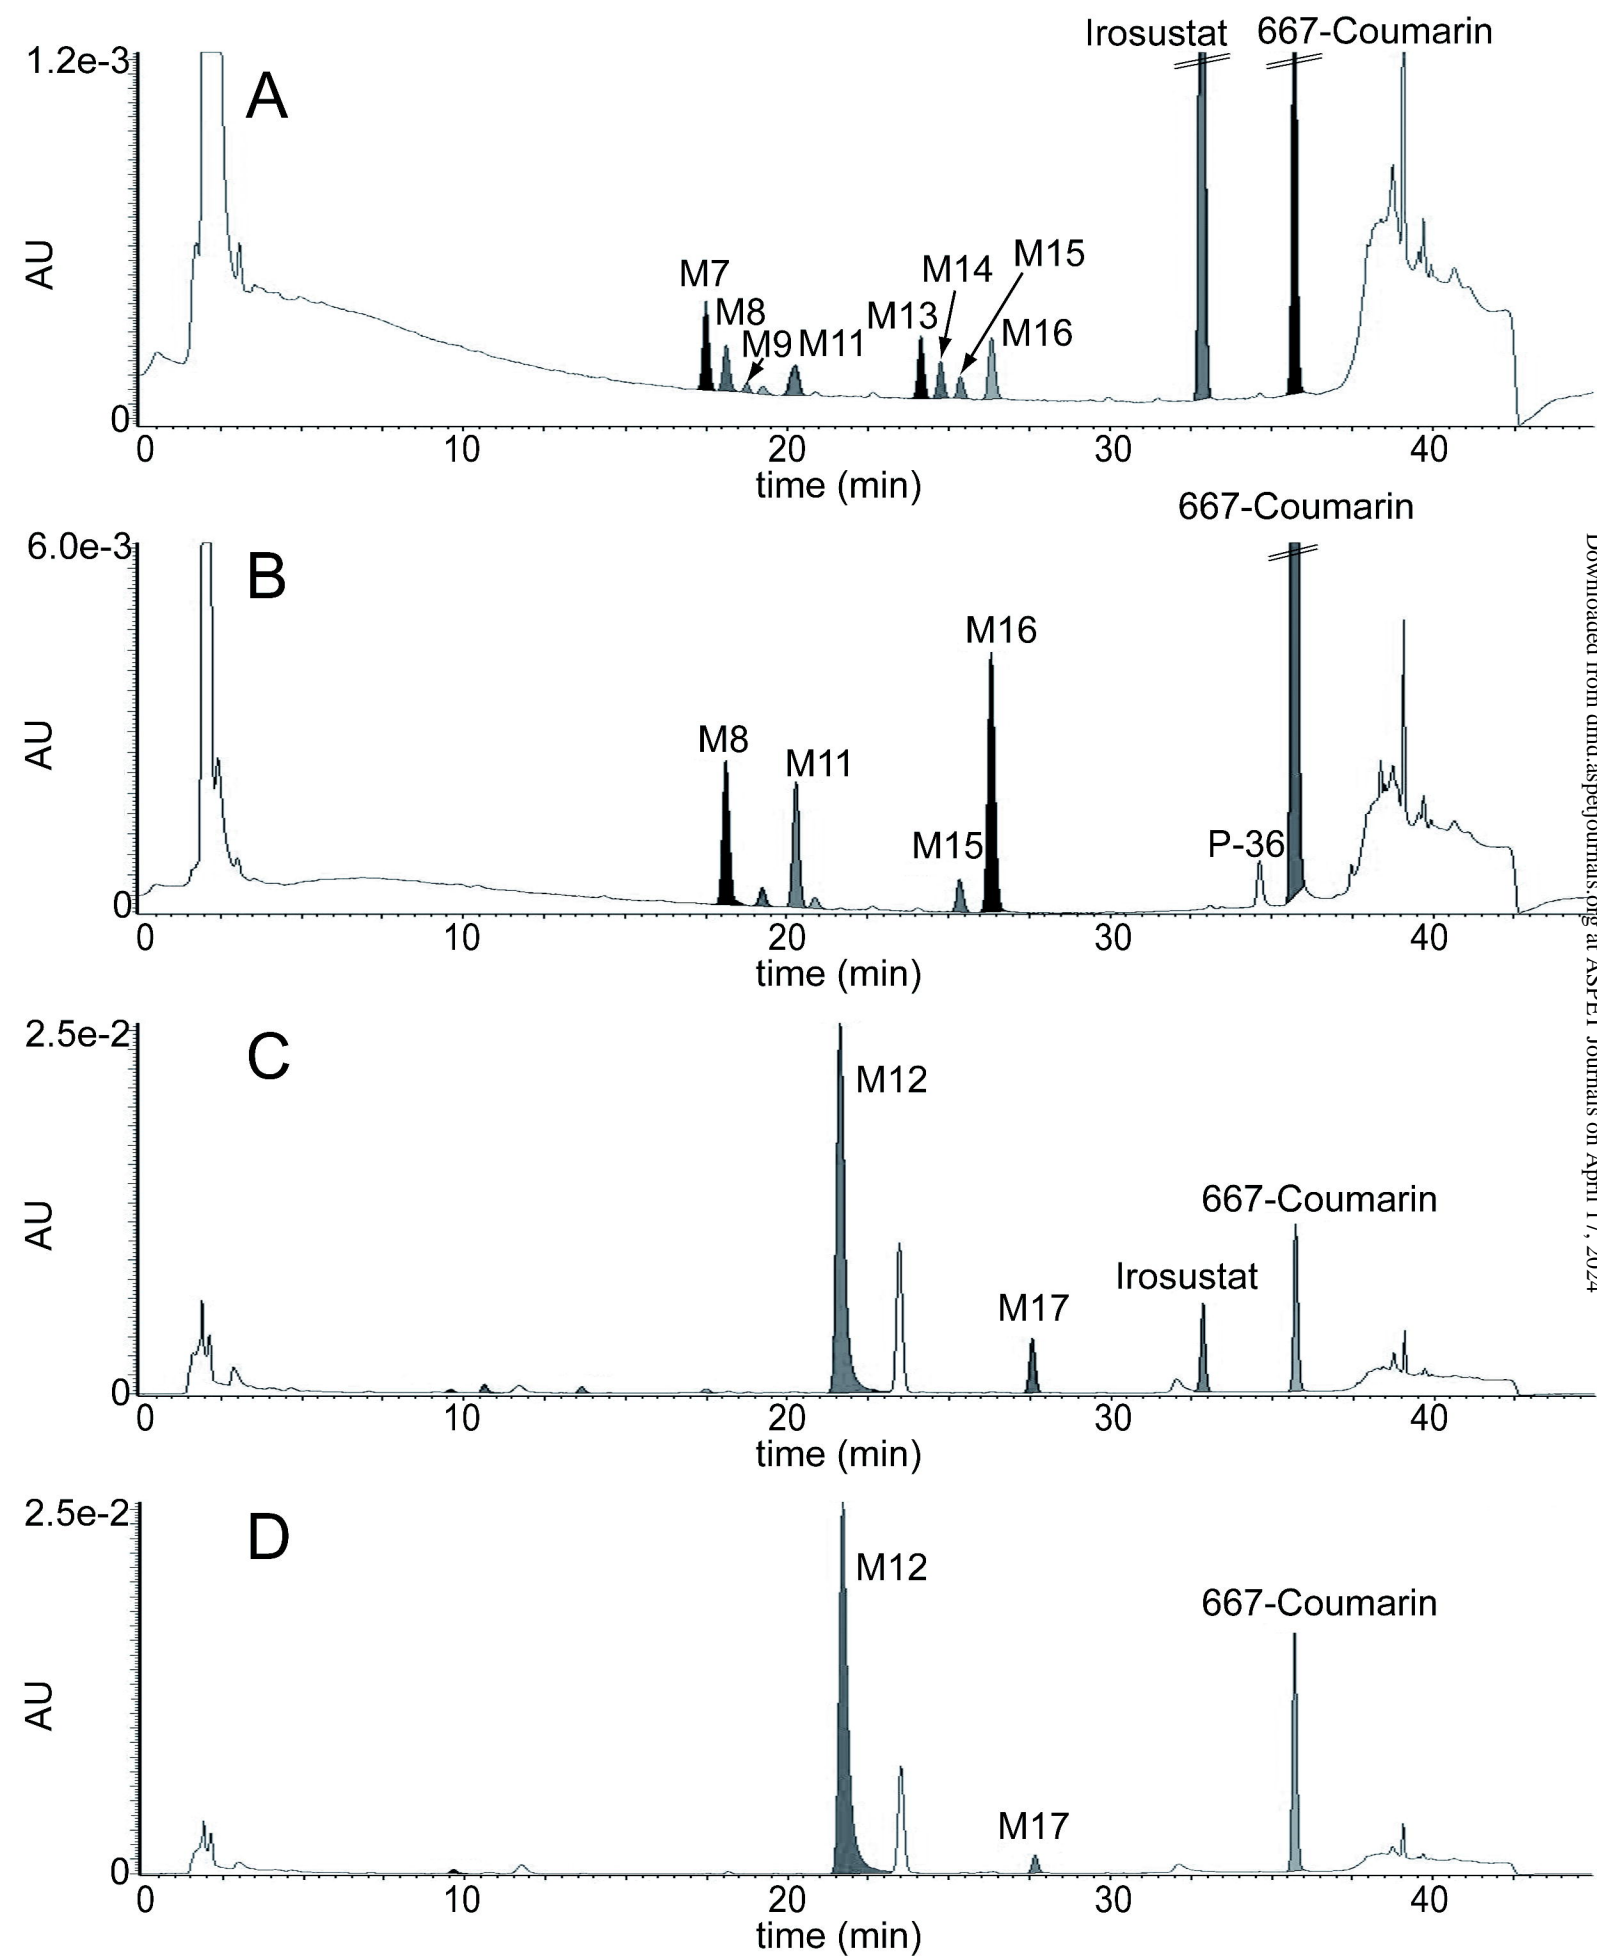 Irosustat 667-Coumarin
1.2e-3
A
AU
M7
M8
M9
M11
M13
M14
M15
M16
0
0 10 20 30 40
time (min)
667-Coumarin
6.0e-3
B
AU
M8
M11
M15
M16
P-36
0
0 10 20 30 40
time (min)
2.5e-2
C
AU
M12
M17
Irosustat
667-Coumarin
0
0 10 20 30 40
time (min)
2.5e-2
D
AU
M12
M17
667-Coumarin
0
0 10 20 30 40
time (min)
Downloaded from dmd.aspetjournals.org at ASPET Journals on April 17, 2024